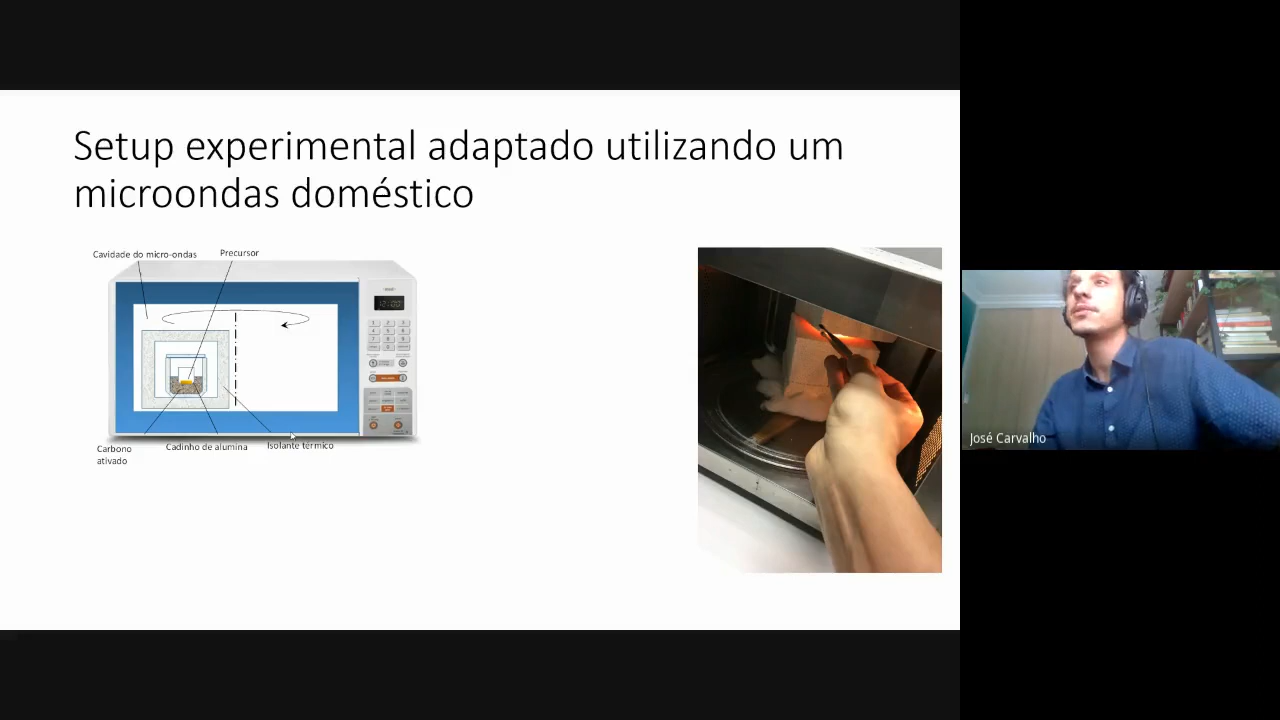 Setup experimental adaptado utilizando um
microondas doméstico
Cavidade do micro-ondas
Precursor
Carbono
ativado
Cadinho de alumina
Isolante térmico
José Carvalho